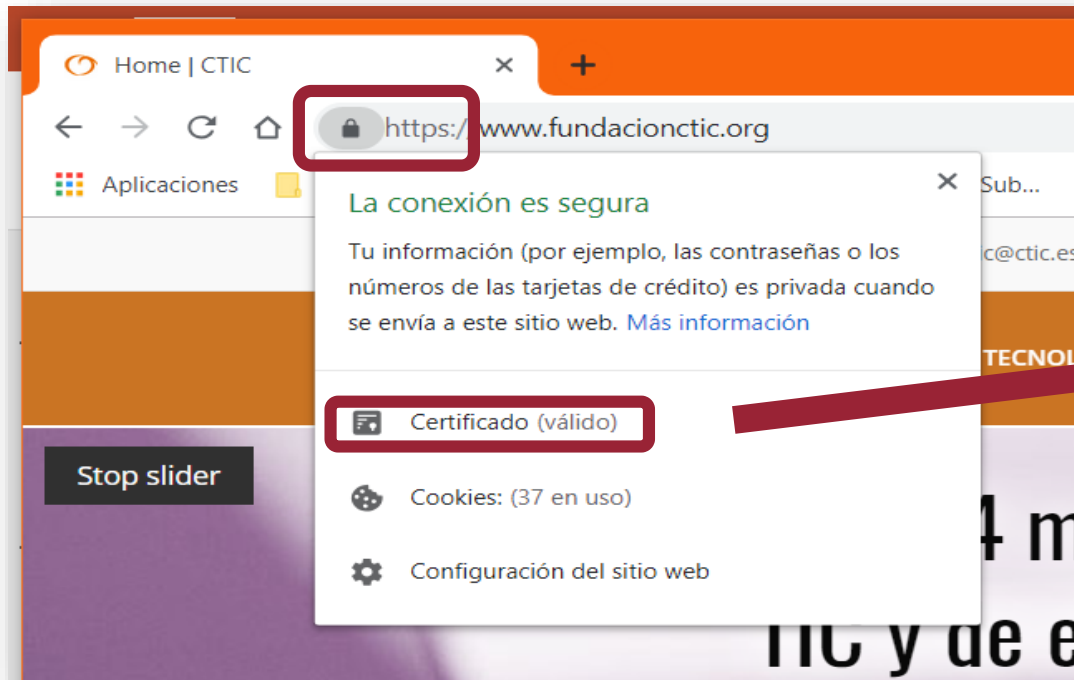 Home | CTIC
https:/ www.fundacionctic.org
Aplicaciones
Sub...
La conexión es segura
c@ctic.es
Tu información (por ejemplo, las contraseñas o los
números de las tarjetas de crédito) es privada cuando
se envía a este sitio web. Más información
TECNOL
Certificado (válido)
Stop slider
Cookies: (37 en uso)
4 m
Configuración del sitio web
TIC y de e